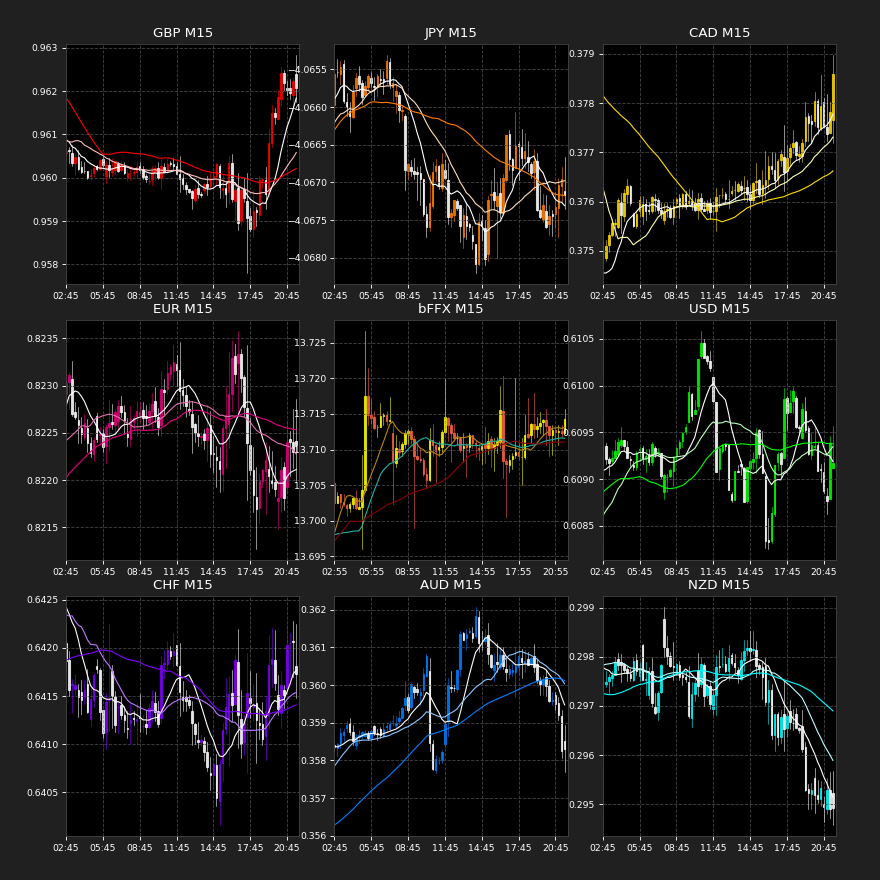 GBP M15
0.963
0.962
0.961
0.960
0.959
0.958
02:45 05:45 08:45 11:45 14:45 17:45 20:45
JPY M15
−4.0655
−4.0660
−4.0665
−4.0670
−4.0675
−4.0680
02:45 05:45 08:45 11:45 14:45 17:45 20:45
CAD M15
0.379
0.378
0.377
0.376
0.375
02:45 05:45 08:45 11:45 14:45 17:45 20:45
EUR M15
0.8235
0.8230
0.8225
0.8220
0.8215
02:45 05:45 08:45 11:45 14:45 17:45 20:45
bFFX M15
13.725
13.720
13.715
13.710
13.705
13.700
13.695
02:55 05:55 08:55 11:55 14:55 17:55 20:55
USD M15
0.6105
0.6100
0.6095
0.6090
0.6085
02:45 05:45 08:45 11:45 14:45 17:45 20:45
CHF M15
0.6425
0.6420
0.6415
0.6410
0.6405
02:45 05:45 08:45 11:45 14:45 17:45 20:45
AUD M15
0.362
0.361
0.360
0.359
0.358
0.357
0.356
02:45 05:45 08:45 11:45 14:45 17:45 20:45
NZD M15
0.299
0.298
0.297
0.296
0.295
02:45 05:45 08:45 11:45 14:45 17:45 20:45